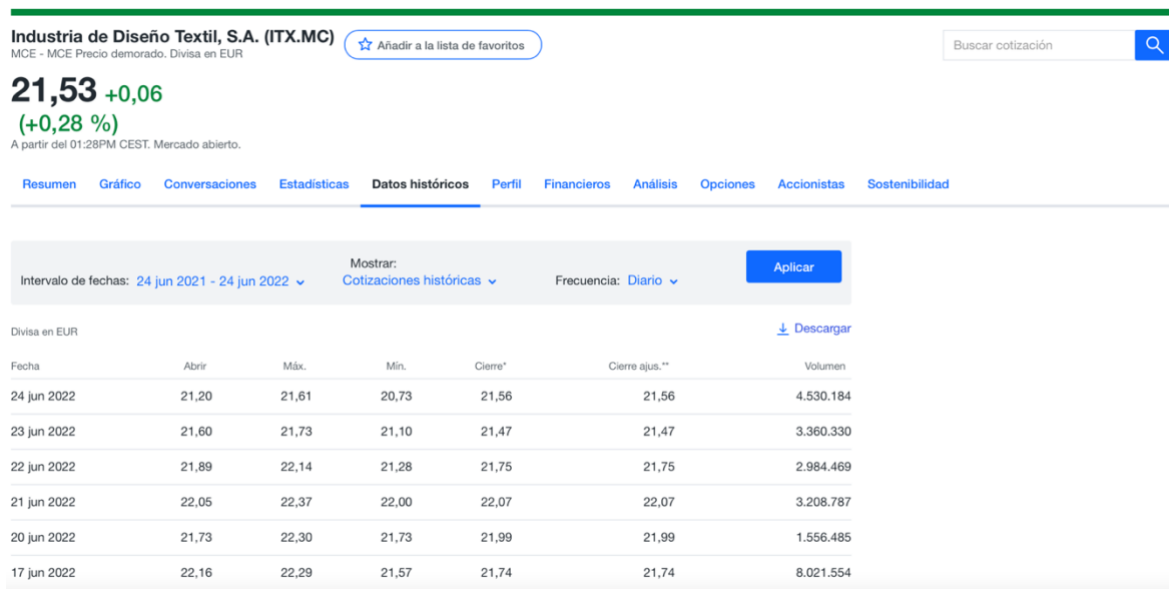 Industria de Diseño Textil, S.A. (ITX.MC)
Añadir a la lista de favoritos
Buscar cotización
MCE - MCE Precio demorado. Divisa en EUR
21,53 +0,06
(+0,28 %)
A partir del 01:28PM CEST. Mercado abierto.
Resumen Gráfico Conversaciones Estadísticas Datos históricos Perfil Financieros Análisis Opciones Accionistas Sostenibilidad
Intervalo de fechas: 24 jun 2021 - 24 jun 2022
Mostrar:
Cotizaciones históricas
Frecuencia: Diario
Aplicar
Divisa en EUR
Descargar
Fecha Abrir Máx. Mín. Cierre* Cierre ajus.** Volumen
24 jun 2022 21,20 21,61 20,73 21,56 21,56 4.530.184
23 jun 2022 21,60 21,73 21,10 21,47 21,47 3.360.330
22 jun 2022 21,89 22,14 21,28 21,75 21,75 2.984.469
21 jun 2022 22,05 22,37 22,00 22,07 22,07 3.208.787
20 jun 2022 21,73 22,30 21,73 21,99 21,99 1.556.485
17 jun 2022 22,16 22,29 21,57 21,74 21,74 8.021.554